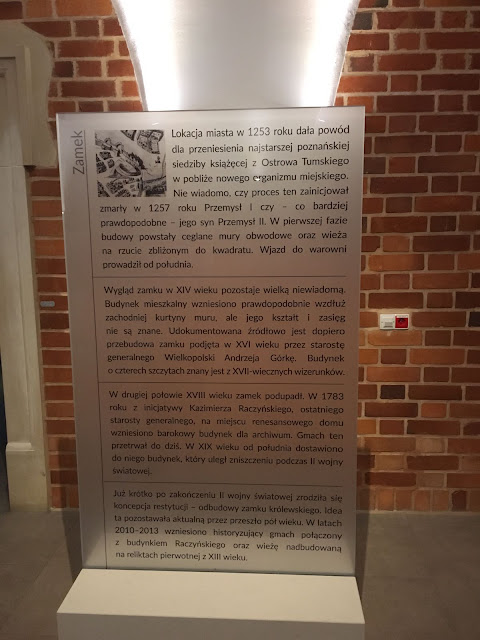 Zamek
Lokacja miasta w 1253 roku dała powód
dla przeniesienia najstarszej poznańskiej
siedziby książęcej z Ostrowa Tumskiego
w pobliże nowego organizmu miejskiego.
Nie wiadomo, czy proces ten zainicjował
zmarły w 1257 roku Przemysł I czy – co bardziej
prawdopodobne – jego syn Przemysł II. W pierwszej fazie
budowy powstały ceglane mury obwodowe oraz wieża
na rzucie zbliżonym do kwadratu. Wjazd do warowni
prowadził od południa.
Wygląd zamku w XIV wieku pozostaje wielką niewiadomą.
Budynek mieszkalny wzniesiono prawdopodobnie wzdłuż
zachodniej kurtyny muru, ale jego kształt i zasięg
nie są znane. Udokumentowana źródłowo jest dopiero
przebudowa zamku podjęta w XVI wieku przez starostę
generalnego Wielkopolski Andrzeja Górkę. Budynek
o czterech szczytach znany jest z XVII-wiecznych wizerunków.
W drugiej połowie XVIII wieku zamek podupadł. W 1783
roku z inicjatywy Kazimierza Raczyńskiego, ostatniego
starosty generalnego, na miejscu renesansowego domu
wzniesiono barokowy budynek dla archiwum. Gmach ten
przetrwał do dziś. W XIX wieku od południa dostawiono
do niego budynek, który uległ zniszczeniu podczas II wojny
światowej.
Już krótko po zakończeniu II wojny światowej zrodziła się
koncepcja restytucji – odbudowy zamku królewskiego. Idea
ta pozostawała aktualną przez przeszło pół wieku. W latach
2010–2013 wzniesiono historyzujący gmach połączony
z budynkiem Raczyńskiego oraz wieżę nadbudowaną
na reliktach pierwotnej z XIII wieku.